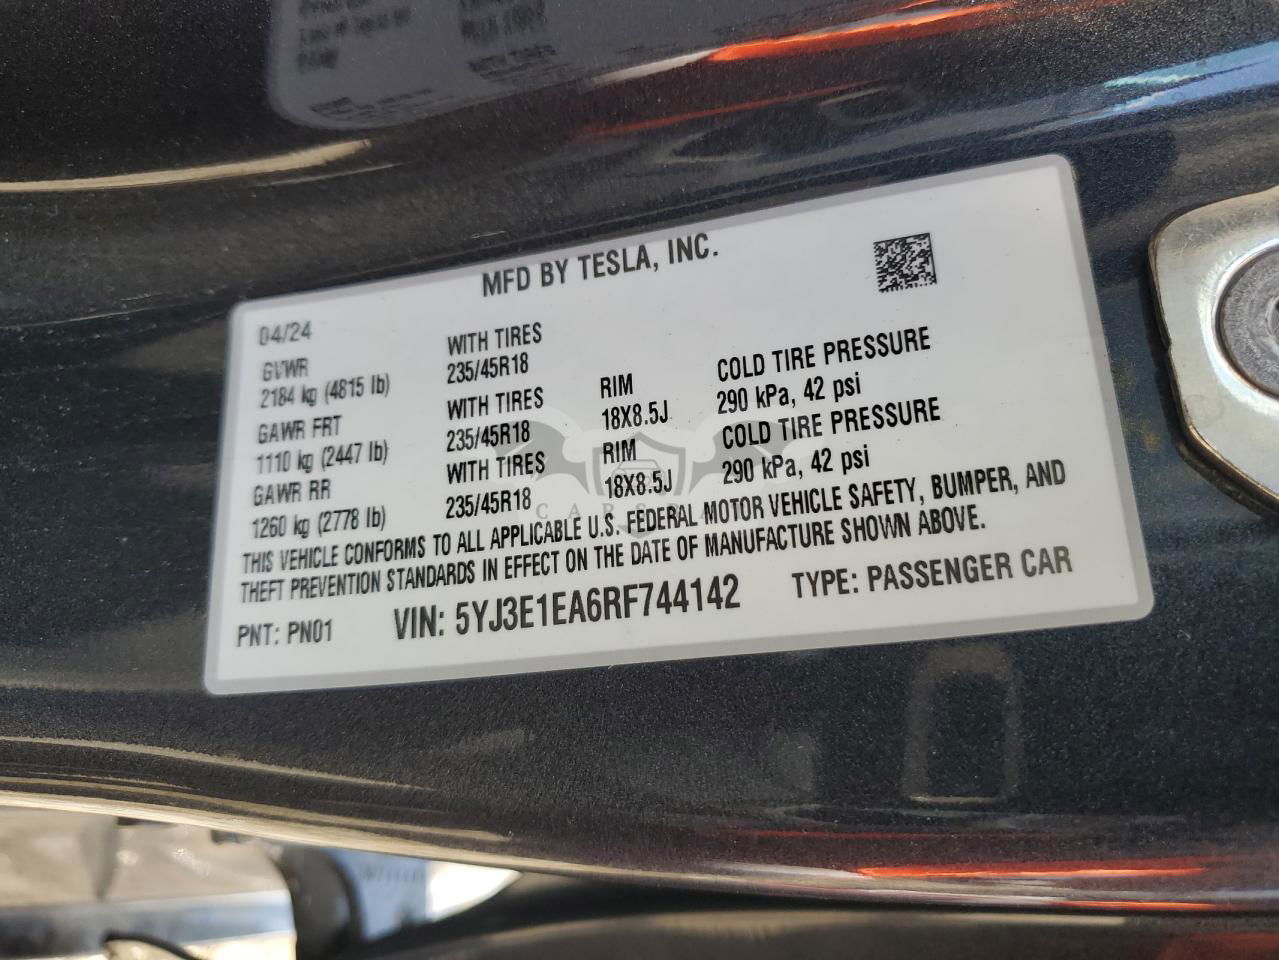 MFD BY TESLA, INC.
04/24
GVWR
2184 kg (4815 lb)
WITH TIRES
235/45R18
GAWR FRT
1110 kg (2447 lb)
WITH TIRES
235/45R18
RIM
18X8.5J
COLD TIRE PRESSURE
290 kPa, 42 psi
GAWR RR
1260 kg (2778 lb)
WITH TIRES
235/45R18
RIM
18X8.5J
COLD TIRE PRESSURE
290 kPa, 42 psi
THIS VEHICLE CONFORMS TO ALL APPLICABLE U.S. FEDERAL MOTOR VEHICLE SAFETY, BUMPER, AND
THEFT PREVENTION STANDARDS IN EFFECT ON THE DATE OF MANUFACTURE SHOWN ABOVE.
PNT: PN01 VIN: 5YJ3E1EA6RF744142 TYPE: PASSENGER CAR